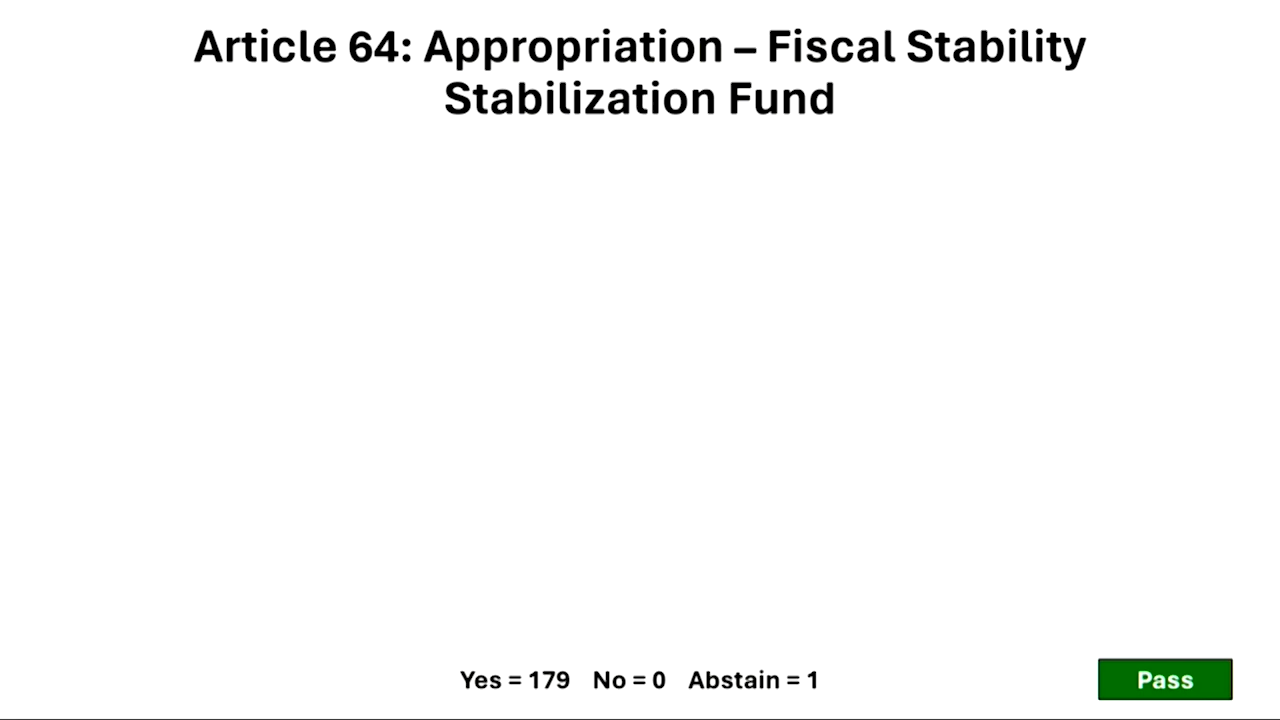 Article 64: Appropriation – Fiscal Stability
Stabilization Fund
Yes = 179 No = 0 Abstain = 1
Pass